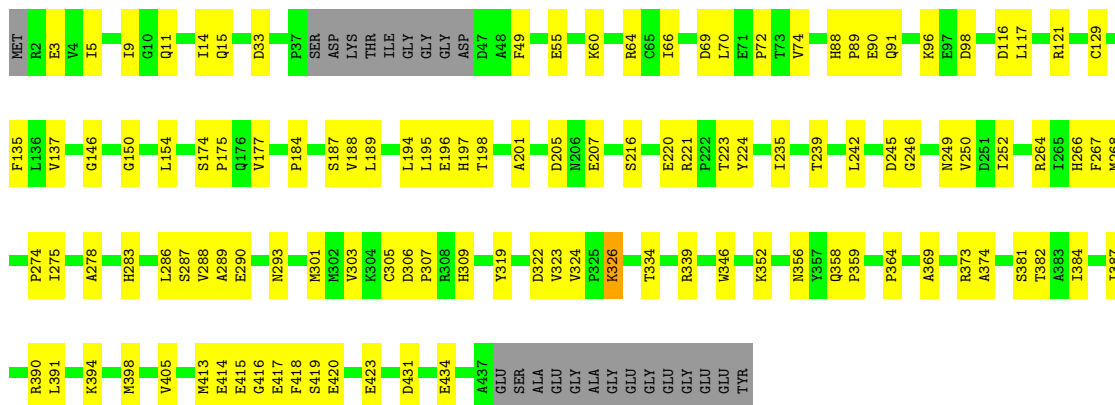 MET R2 E3 V4 I5 I9 G10 Q11 I14 Q15 D33 P37 SER ASP LYS THR ILE GLY GLY GLY ASP D47 A48 F49 E55 K60 R64 C65 I66 D69 L70 E71 P72 T73 V74 H88 P89 E90 Q91 K96 E97 D98 D116 L117 R121 C129
F135 L136 V137 G146 G150 L154 S174 P175 Q176 V177 P184 S187 V188 L189 L194 L195 E196 H197 T198 A201 D205 N206 E207 S216 E220 R221 P222 T223 Y224 I235 T239 L242 D245 G246 N249 V250 D251 I252 R264 I265 H266 F267
P274 I275 A278 H283 L286 S287 V288 A289 E290 N293 M301 M302 V303 K304 C305 D306 P307 R308 H309 Y319 D322 V323 V324 P325 K326 T334 R339 W346 K352 N356 Y357 Q358 P359 P364 A369 R373 A374 S381 T382 A383 I384
R390 L391 K394 M398 V405 M413 E414 E415 G416 E417 F418 S419 E420 E423 D431 E434 A437 GLU SER ALA GLU GLY ALA GLY GLU GLY GLU GLY GLU GLU TYR